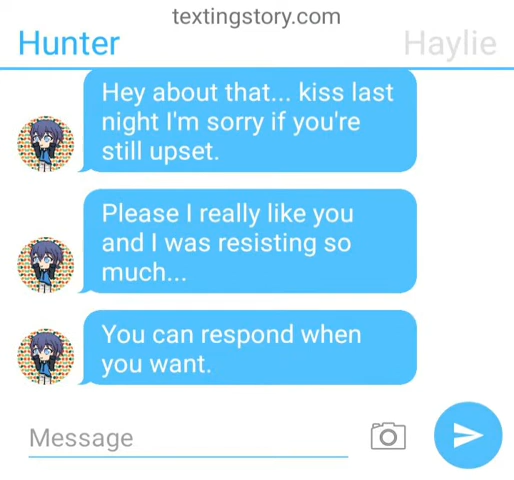 textingstory.com
Hunter
Haylie
Hey about that... kiss last
night I'm sorry if you're
still upset.
Please I really like you
and I was resisting so
much...
You can respond when
you want.
Message